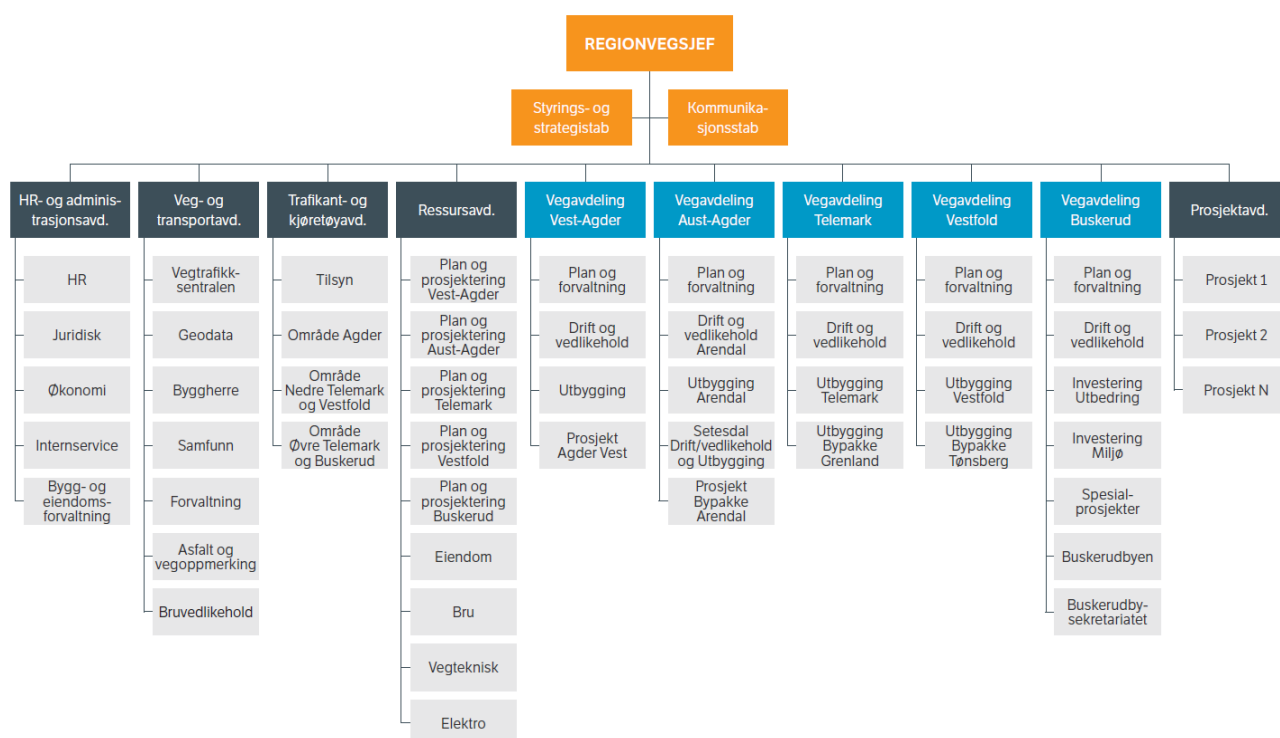 REGIONVEGSJEF
Styrings- og
strategistab
Kommunika-
sjonsstab
HR- og adminis-
trasjonsavd.
HR
Juridisk
Økonomi
Internservice
Bygg- og
eiendoms-
forvaltning
Veg- og
transportavd.
Vegtrafikk-
sentralen
Geodata
Byggherre
Samfunn
Forvaltning
Asfalt og
vegoppmerking
Bruvedlikehold
Trafikant- og
kjøretøyavd.
Tilsyn
Område Agder
Område
Nedre Telemark
og Vestfold
Område
Øvre Telemark
og Buskerud
Ressursavd.
Plan og
prosjektering
Vest-Agder
Plan og
prosjektering
Aust-Agder
Plan og
prosjektering
Telemark
Plan og
prosjektering
Vestfold
Plan og
prosjektering
Buskerud
Eiendom
Bru
Vegteknisk
Elektro
Vegavdeling
Vest-Agder
Plan og
forvaltning
Drift og
vedlikehold
Utbygging
Prosjekt
Agder Vest
Vegavdeling
Aust-Agder
Plan og
forvaltning
Drift og
vedlikehold
Arendal
Utbygging
Arendal
Setesdal
Drift/vedlikehold
og Utbygging
Prosjekt
Bypakke
Arendal
Vegavdeling
Telemark
Plan og
forvaltning
Drift og
vedlikehold
Utbygging
Telemark
Utbygging
Bypakke
Grenland
Vegavdeling
Vestfold
Plan og
forvaltning
Drift og
vedlikehold
Utbygging
Vestfold
Utbygging
Bypakke
Tønsberg
Vegavdeling
Buskerud
Plan og
forvaltning
Drift og
vedlikehold
Investering
Utbedring
Investering
Miljø
Spesial-
prosjekter
Buskerudbyen
Buskerudby-
sekretariatet
Prosjektavd.
Prosjekt 1
Prosjekt 2
Prosjekt N